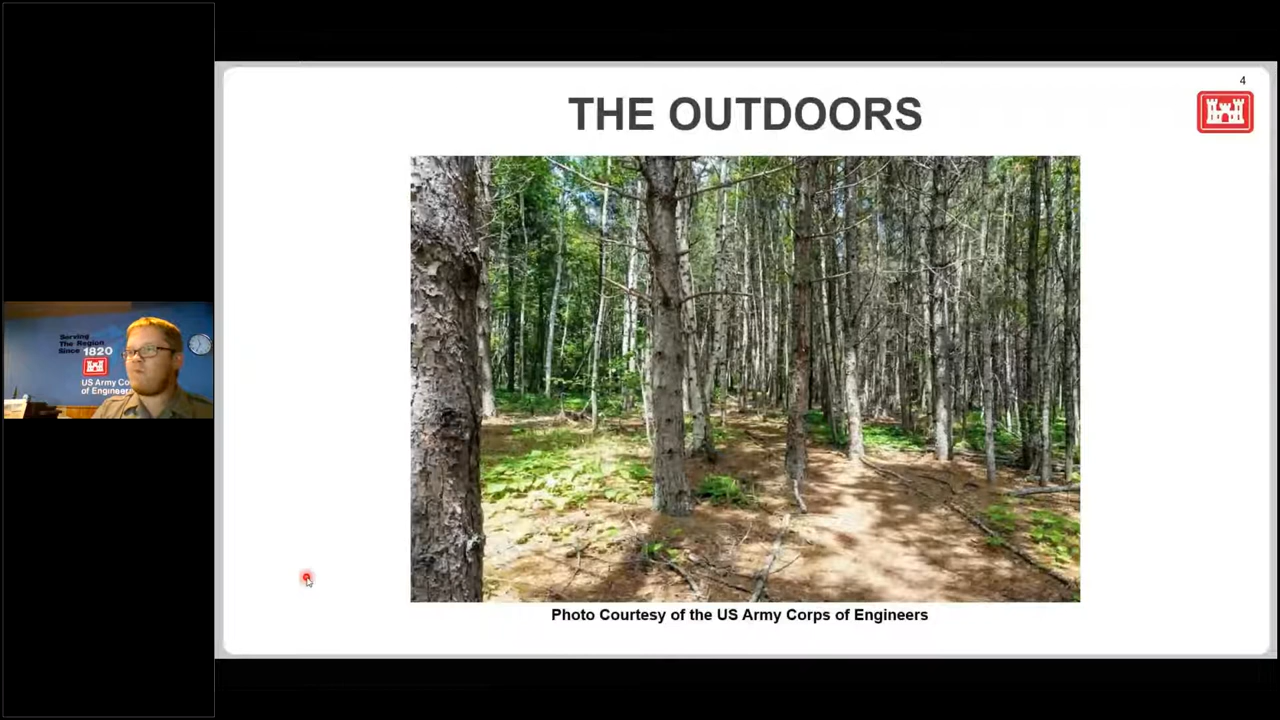 4
THE OUTDOORS
Serving
The Region
Since 1820
US Army Co
of Engineers
Photo Courtesy of the US Army Corps of Engineers